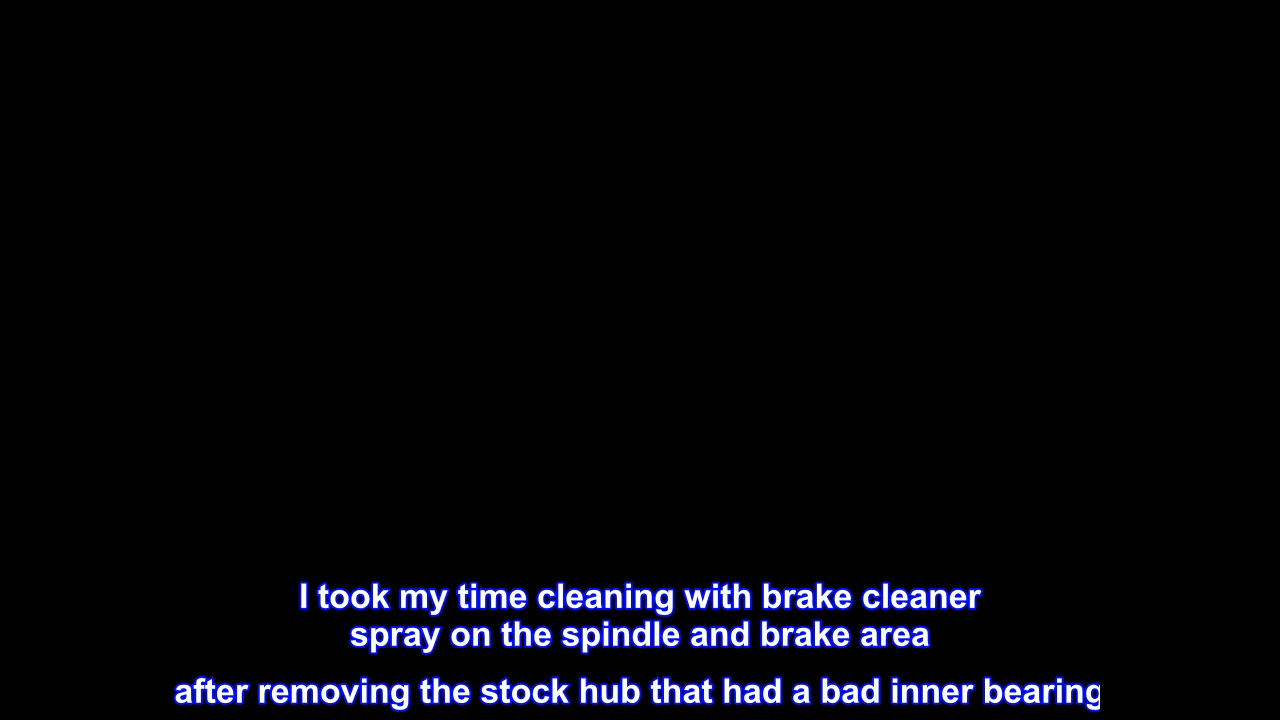 I took my time cleaning with brake cleaner
spray on the spindle and brake area
after removing the stock hub that had a bad inner bearing